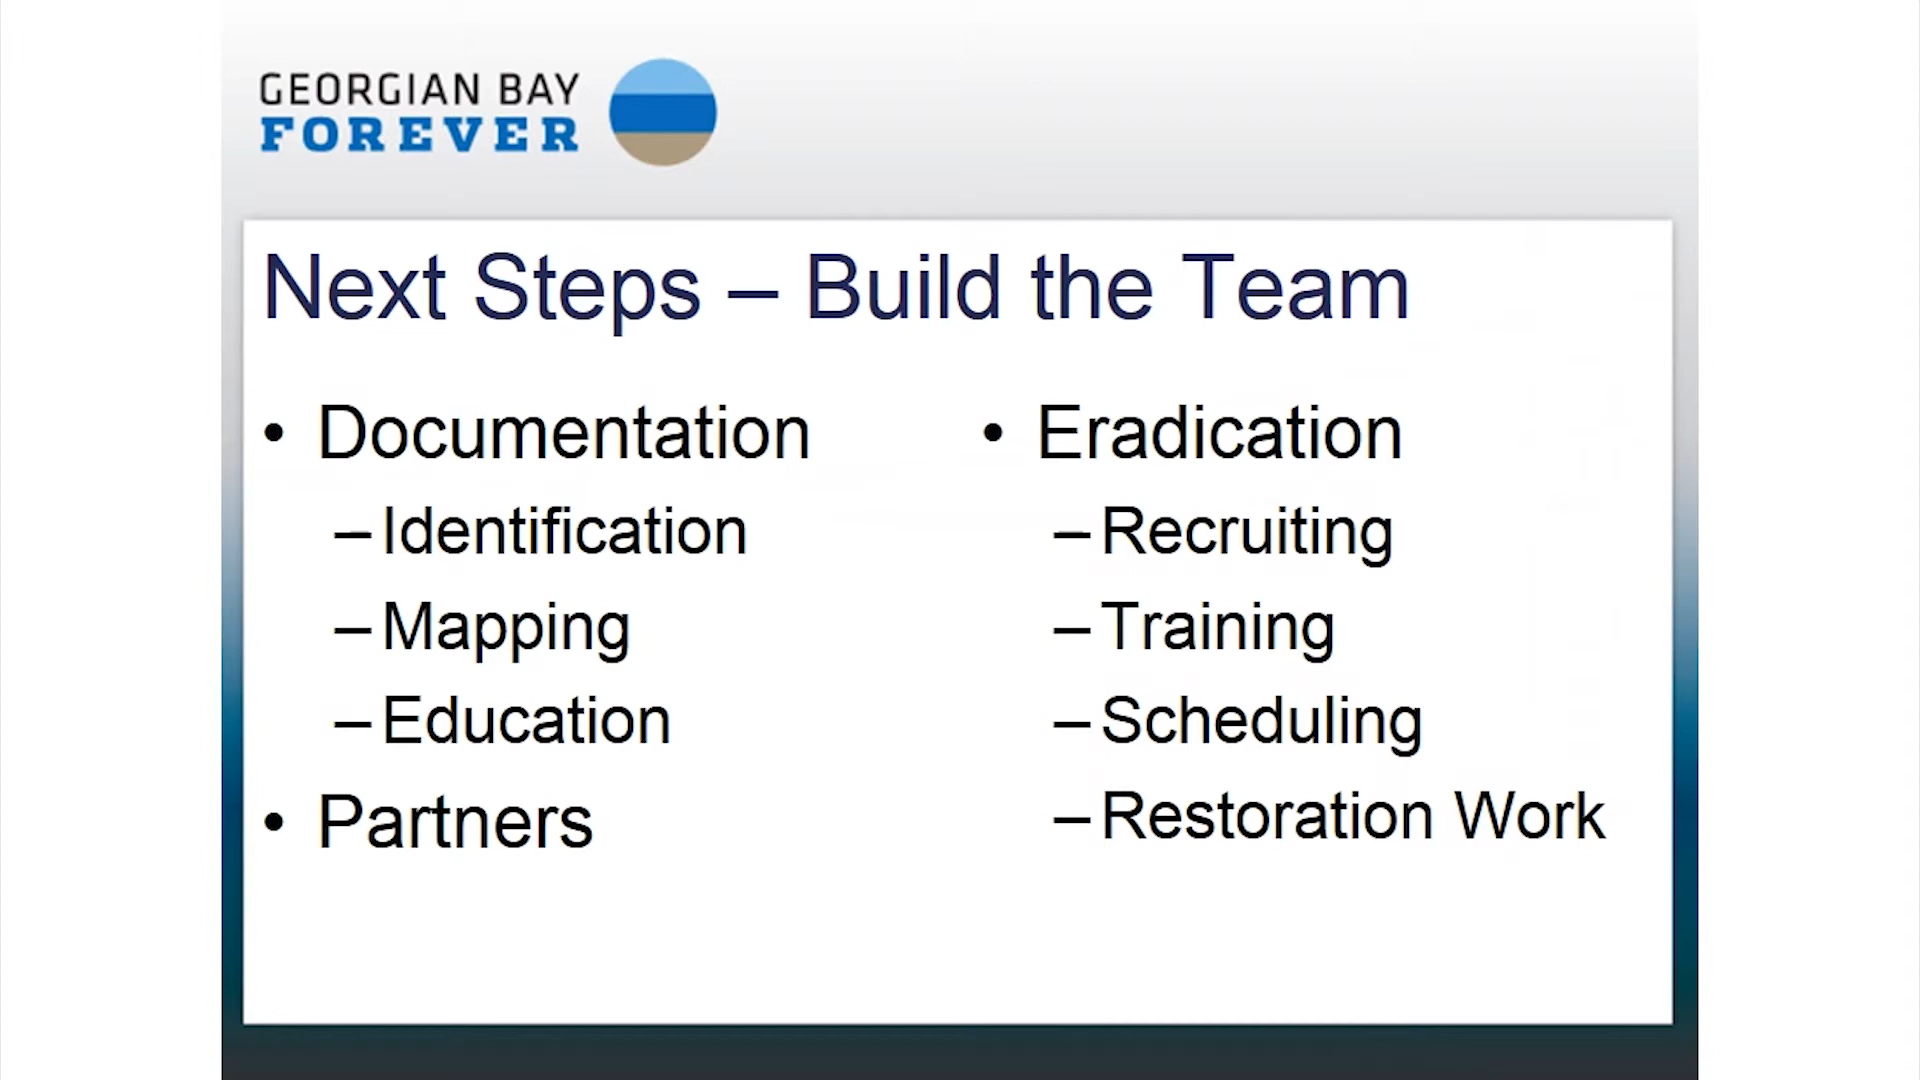 GEORGIAN BAY
FOREVER
Next Steps – Build the Team
• Documentation
– Identification
– Mapping
– Education
• Partners
• Eradication
– Recruiting
– Training
– Scheduling
– Restoration Work